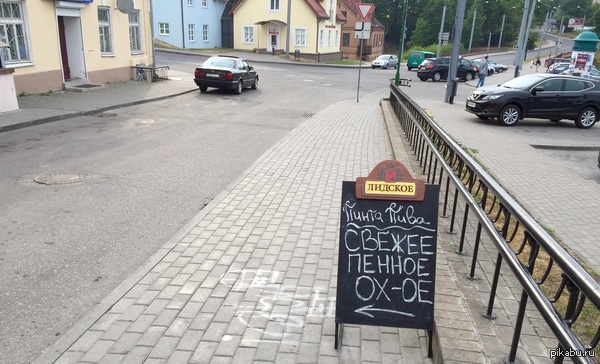 ЛИДСКОЕ
Пинта Пива
СВЕЖЕЕ
ПЕННОЕ
ОХ-ОЕ
pikabu.ru